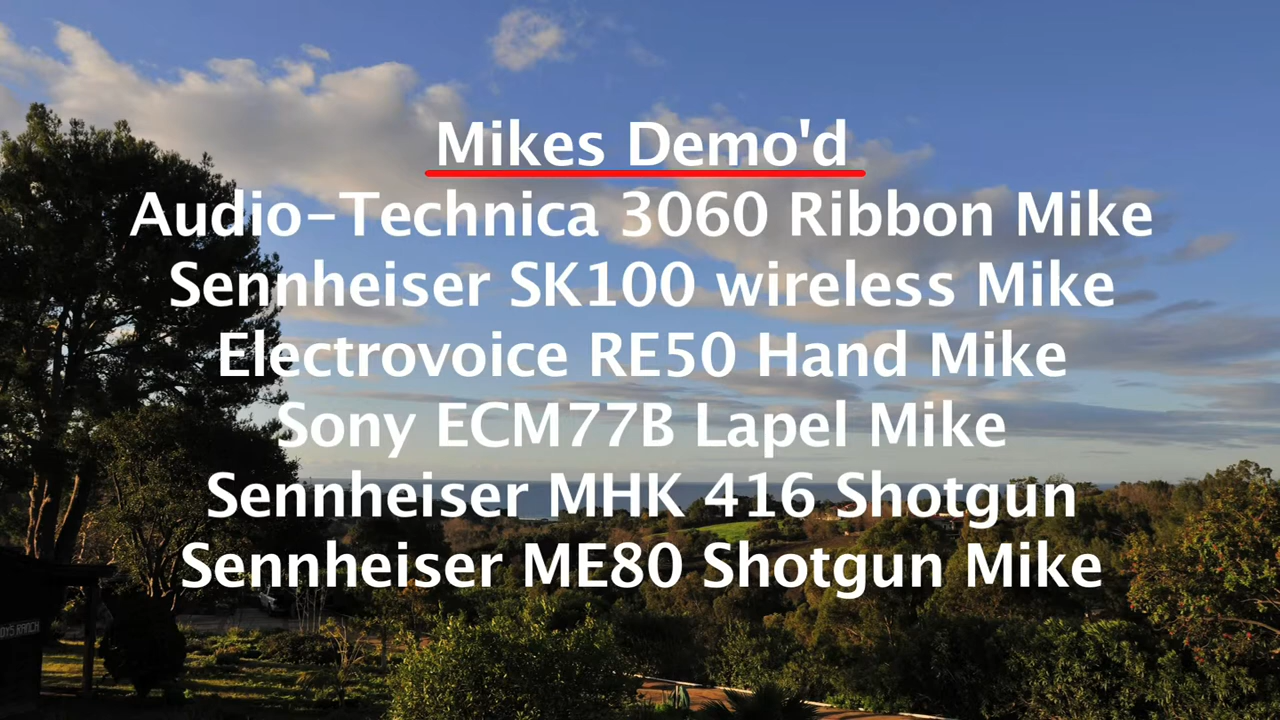 Mikes Demo'd
Audio-Technica 3060 Ribbon Mike
Sennheiser SK100 wireless Mike
Electrovoice RE50 Hand Mike
Sony ECM77B Lapel Mike
Sennheiser MHK 416 Shotgun
Sennheiser ME80 Shotgun Mike
RANCH